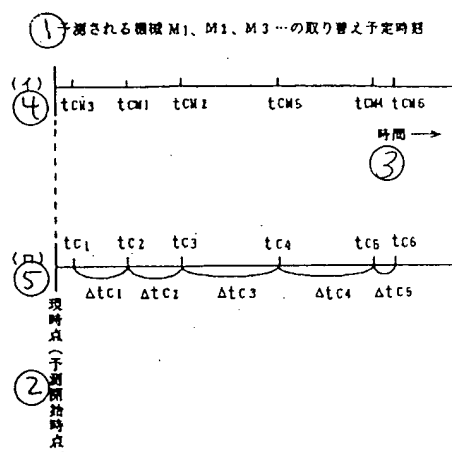 ① 予測される機械M1、M2、M3…の取り替え予定時刻
(イ)
④
tCM3 tCM1 tCM2 tCM5 tCM4 tCM6
時間 →
③
(ロ)
⑤
tC1 tC2 tC3 tC4 tC5 tC6
ΔtC1 ΔtC2 ΔtC3 ΔtC4 ΔtC5
② 現時点(予測開始時点)